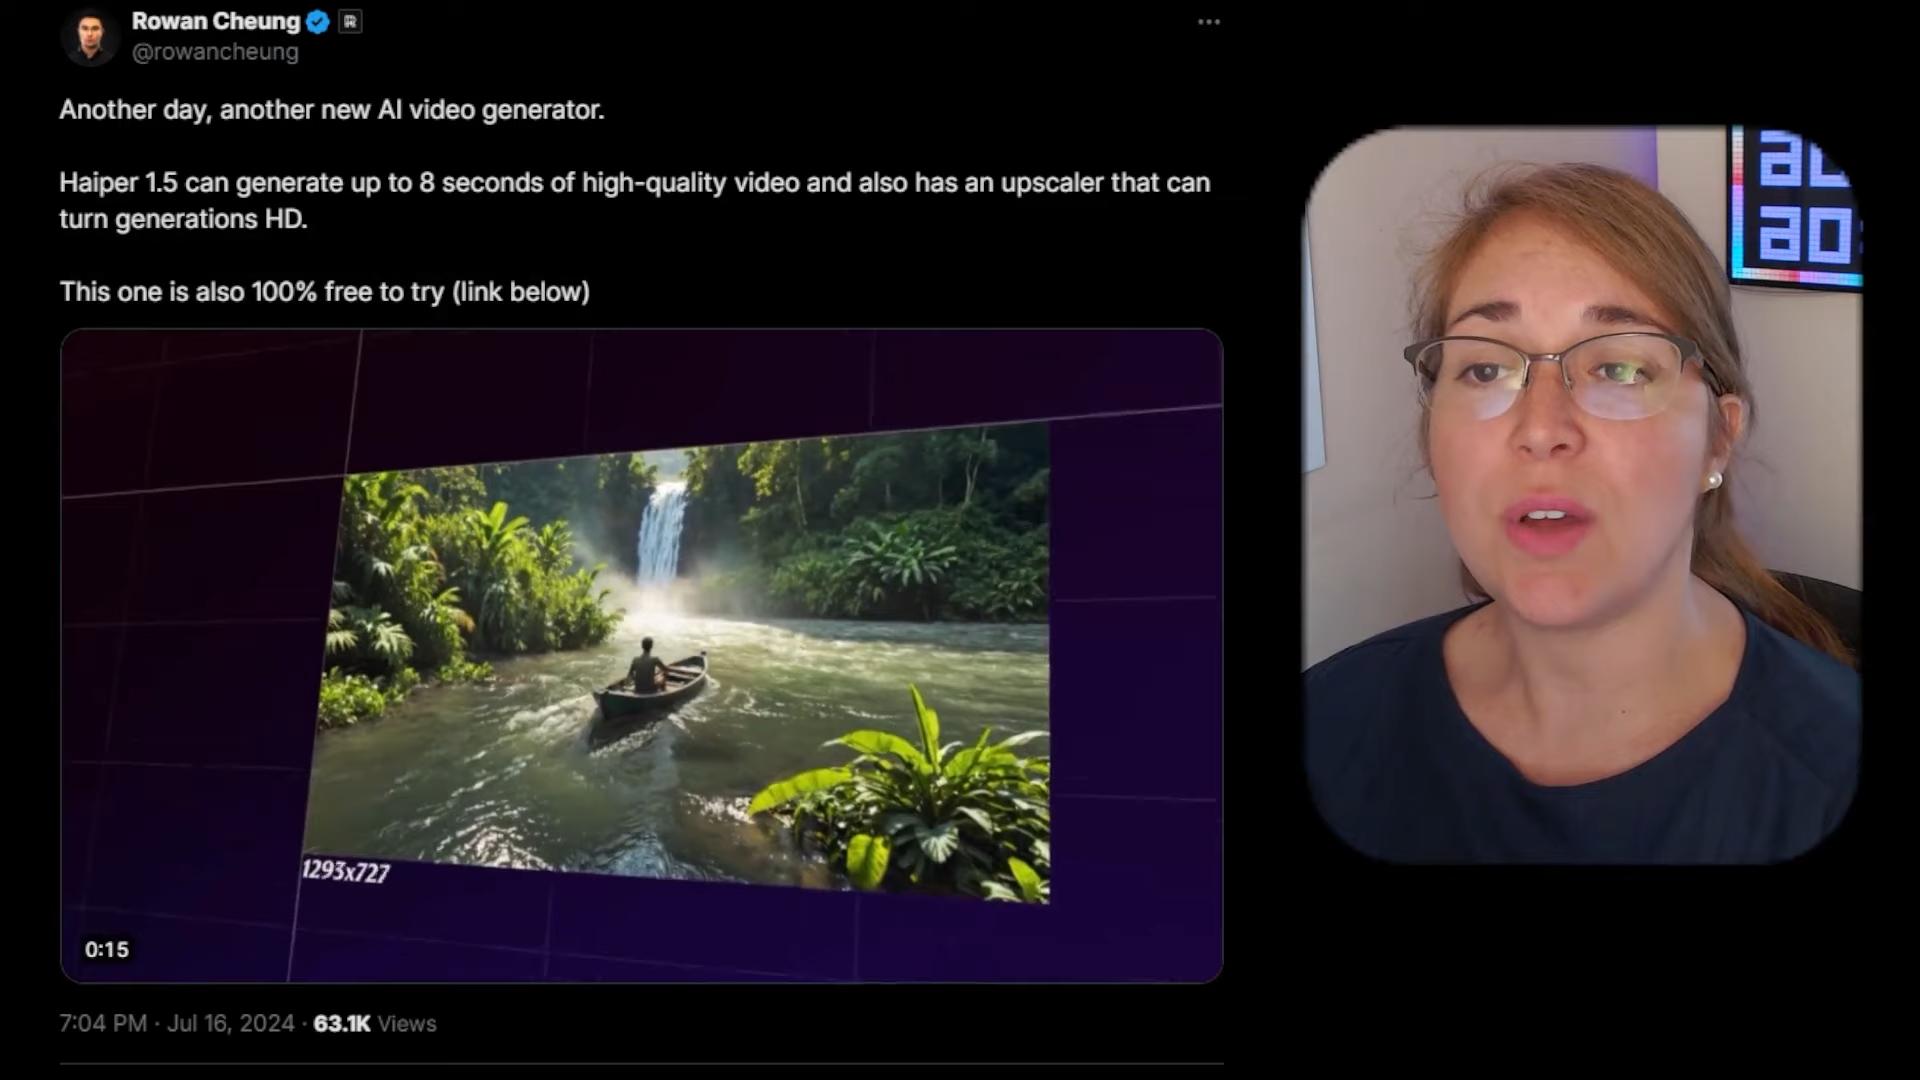 Rowan Cheung
@rowancheung
Another day, another new AI video generator.
Haiper 1.5 can generate up to 8 seconds of high-quality video and also has an upscaler that can
turn generations HD.
This one is also 100% free to try (link below)
1293x727
0:15
7:04 PM · Jul 16, 2024 · 63.1K Views